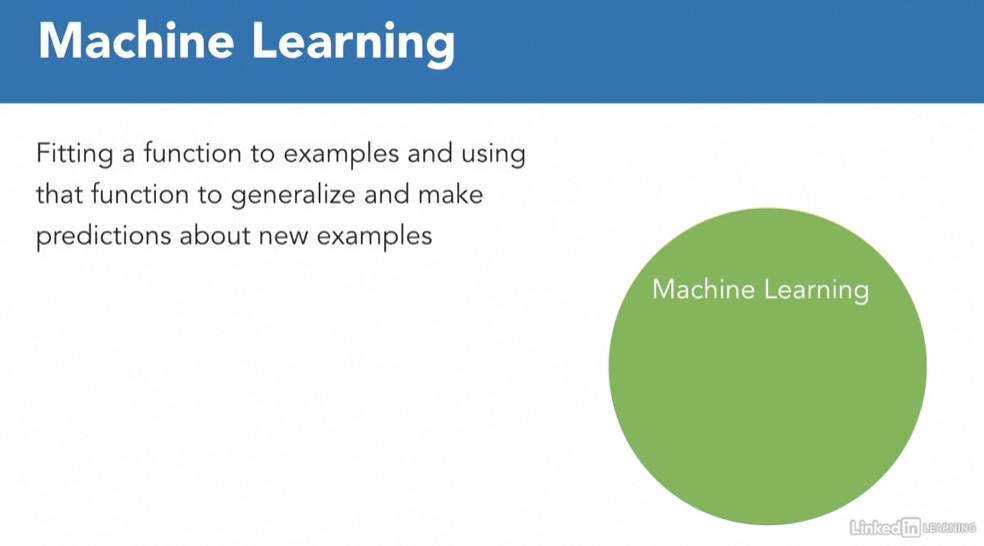 Machine Learning
Fitting a function to examples and using
that function to generalize and make
predictions about new examples
Machine Learning
Linked in LEARNING